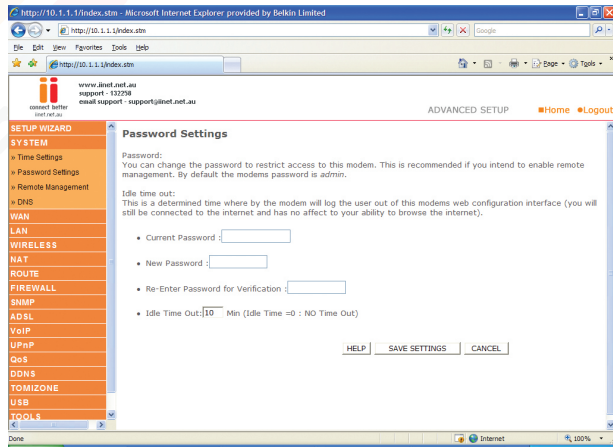 http://10.1.1.1/index.stm - Microsoft Internet Explorer provided by Belkin Limited
http://10.1.1.1/index.stm
Google
File Edit View Favorites Tools Help
http://10.1.1.1/index.stm
Page Tools
www.iinet.net.au
support - 132258
email support - support@iinet.net.au
connect better
iinet.net.au
ADVANCED SETUP
Home
Logout
SETUP WIZARD
SYSTEM
» Time Settings
» Password Settings
» Remote Management
» DNS
WAN
LAN
WIRELESS
NAT
ROUTE
FIREWALL
SNMP
ADSL
VoIP
UPnP
QoS
DDNS
TOMIZONE
USB
TOOLS
Password Settings
Password:
You can change the password to restrict access to this modem. This is recommended if you intend to enable remote
management. By default the modems password is admin.
Idle time out:
This is a determined time where by the modem will log the user out of this modems web configuration interface (you will
still be connected to the internet and has no affect to your ability to browse the internet).
• Current Password :
• New Password :
• Re-Enter Password for Verification :
• Idle Time Out: 10 Min (Idle Time =0 : NO Time Out)
HELP SAVE SETTINGS CANCEL
Done
Internet
100%